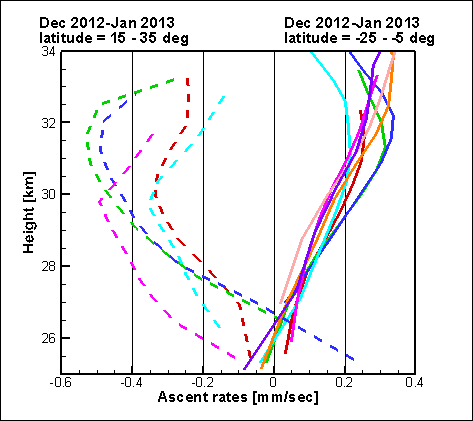 Dec 2012-Jan 2013
latitude = 15 - 35 deg
Dec 2012-Jan 2013
latitude = -25 - -5 deg
34
32
30
28
26
Height [km]
-0.6
-0.4
-0.2
0
0.2
0.4
Ascent rates [mm/sec]